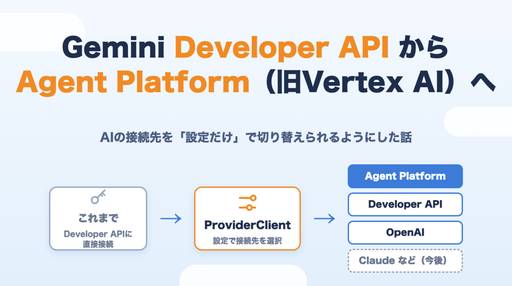 Gemini Developer API から
Agent Platform（旧Vertex AI）へ
AIの接続先を「設定だけ」で切り替えられるようにした話
これまで
Developer APIに
直接接続
ProviderClient
設定で接続先を選択
Agent Platform
Developer API
OpenAI
Claude など（今後）